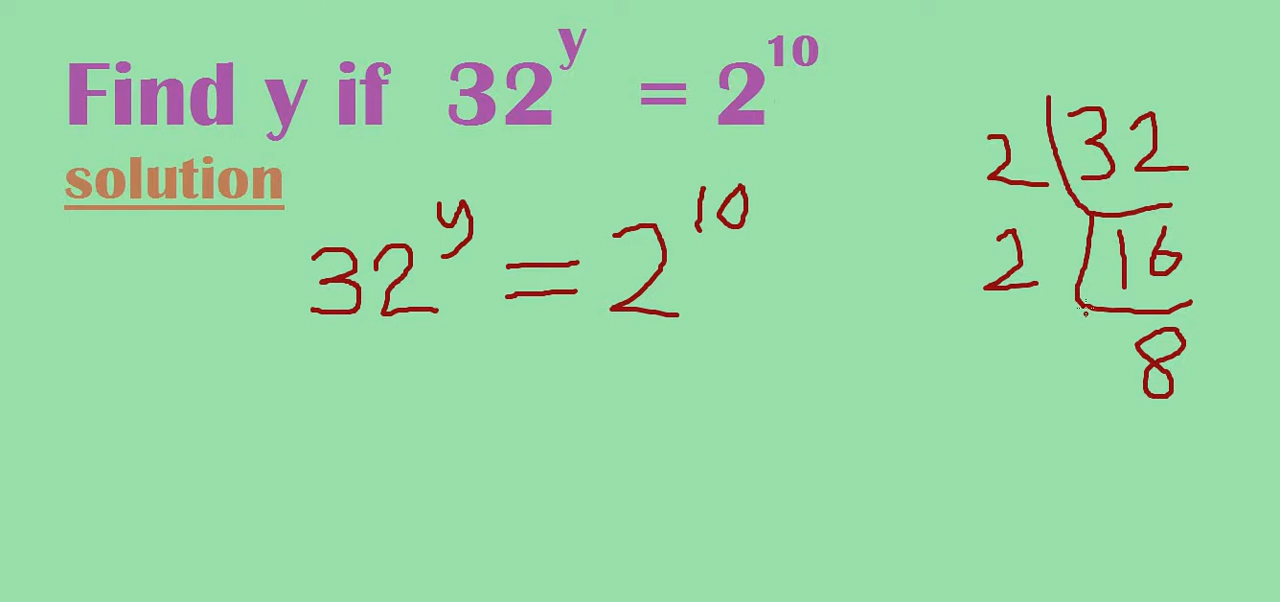 Find y if 32^y = 2^10
solution
32^y = 2^10
2 32
2 16
8